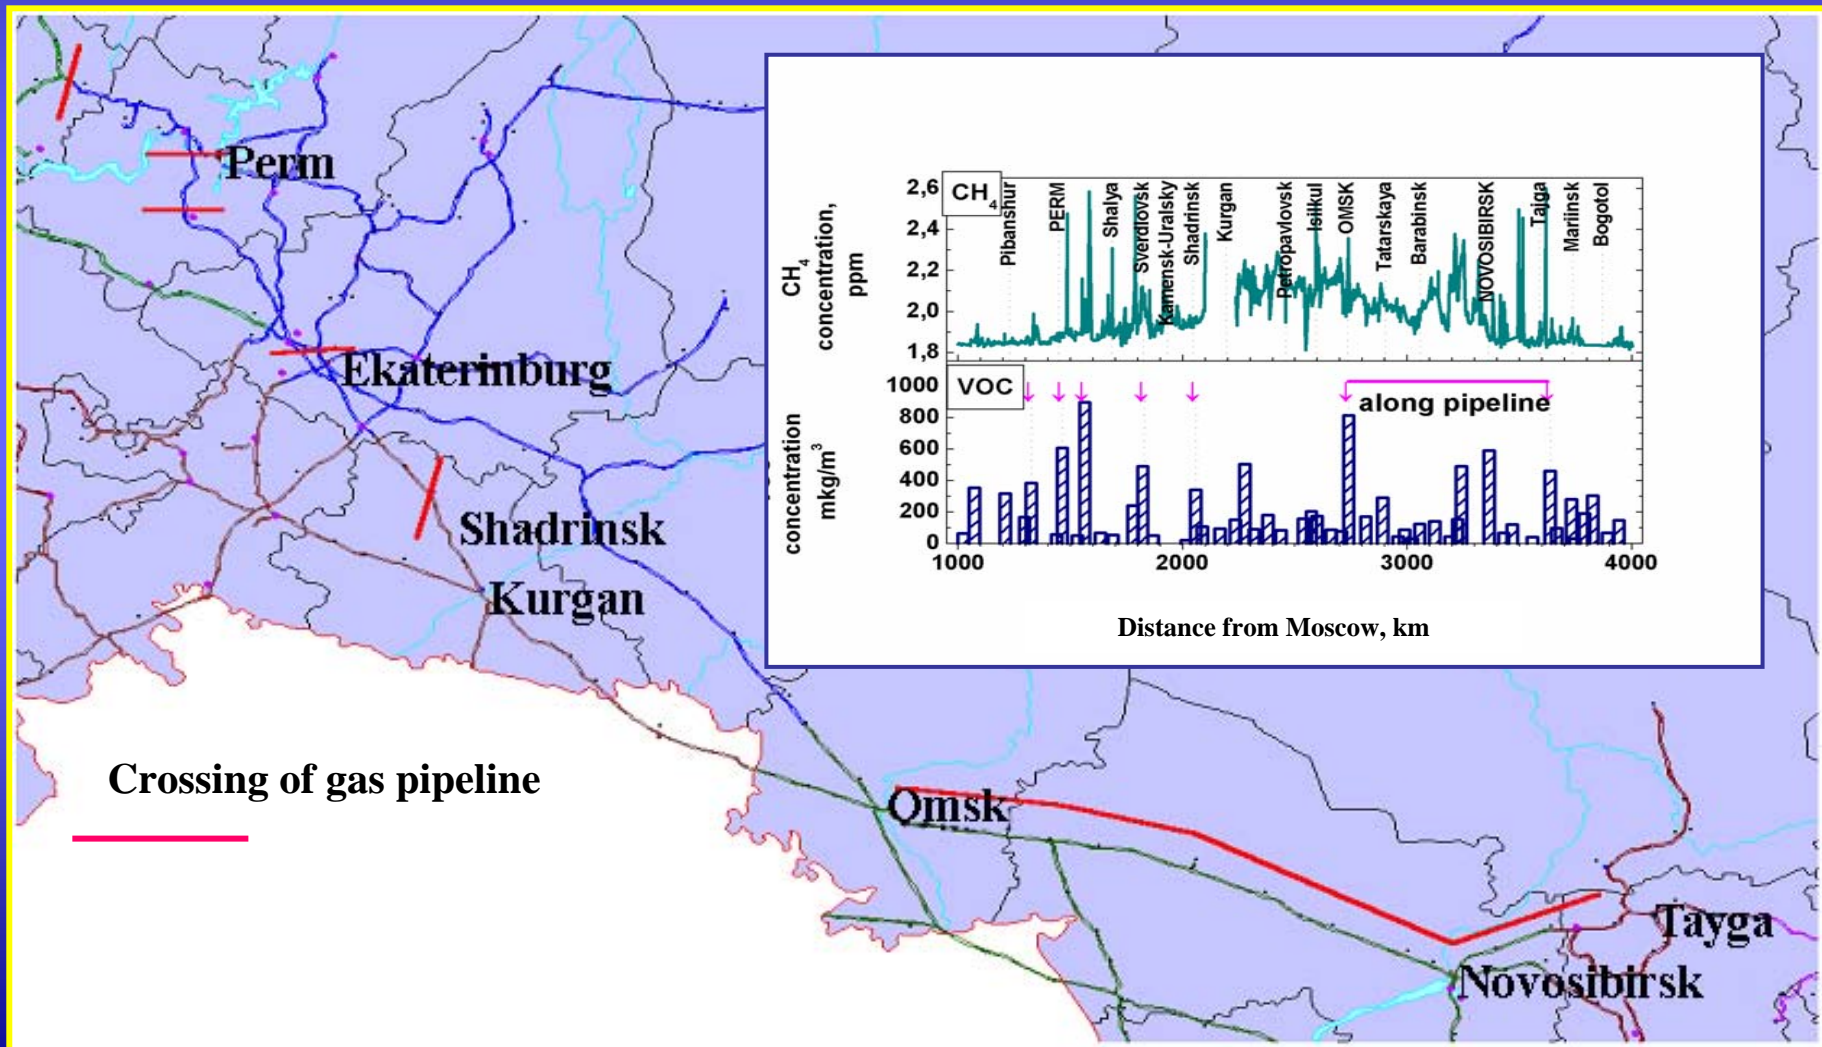 Perm
Ekaterinburg
Shadrinsk
Kurgan
Crossing of gas pipeline
Omsk
Tayga
Novosibirsk
CH4
concentration,
ppm
2,6
2,4
2,2
2,0
1,8
CH4
Pibanshur
PERM
Shalya
Sverdlovsk
Kamensk-Uralsky
Shadrinsk
Kurgan
Petropavlovsk
Isilkul
OMSK
Tatarskaya
Barabinsk
NOVOSIBIRSK
Tajga
Mariinsk
Bogotol
concentration
mkg/m3
1000
800
600
400
200
0
VOC
along pipeline
1000 2000 3000 4000
Distance from Moscow, km